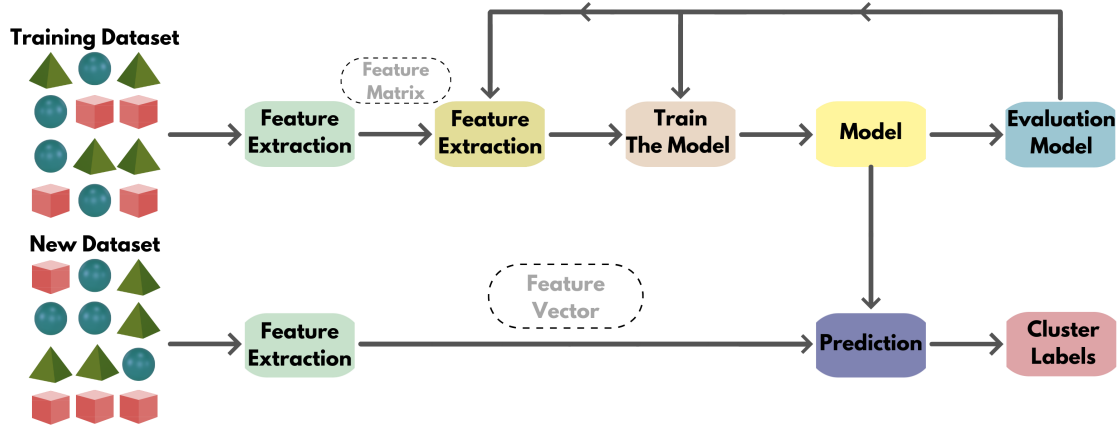 Training Dataset
Feature
Matrix
Feature
Extraction
Feature
Extraction
Train
The Model
Model
Evaluation
Model
New Dataset
Feature
Vector
Feature
Extraction
Prediction
Cluster
Labels